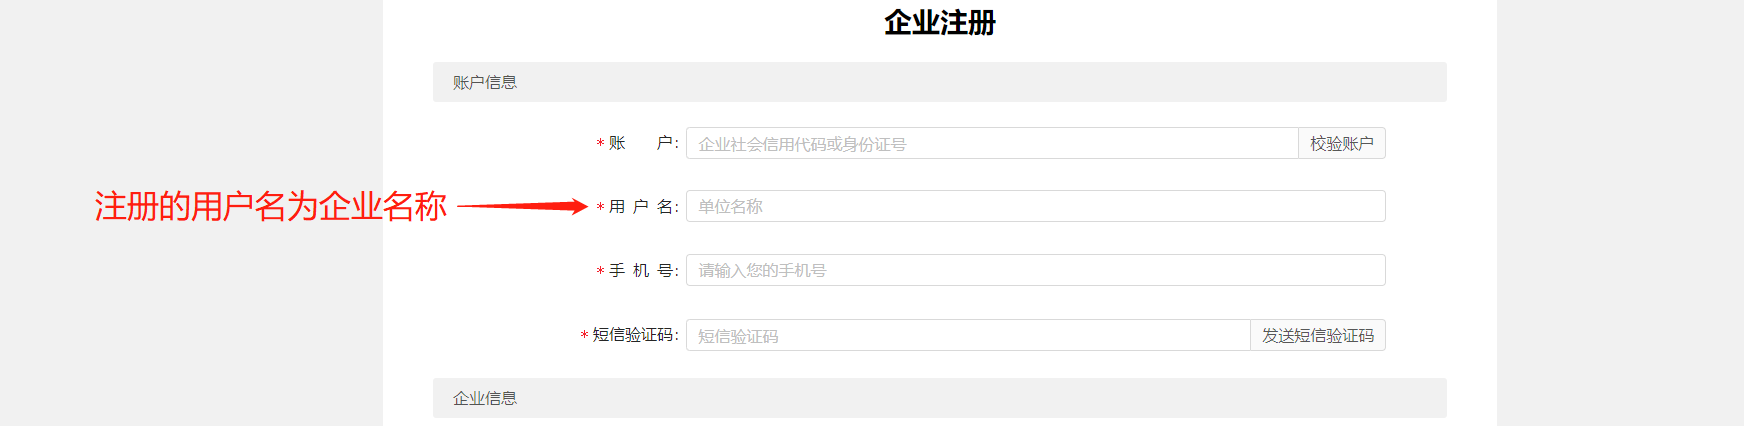 企业注册
账户信息
* 账 户: 企业社会信用代码或身份证号 校验账户
注册的用户名为企业名称
* 用 户 名: 单位名称
* 手 机 号: 请输入您的手机号
* 短信验证码: 短信验证码 发送短信验证码
企业信息